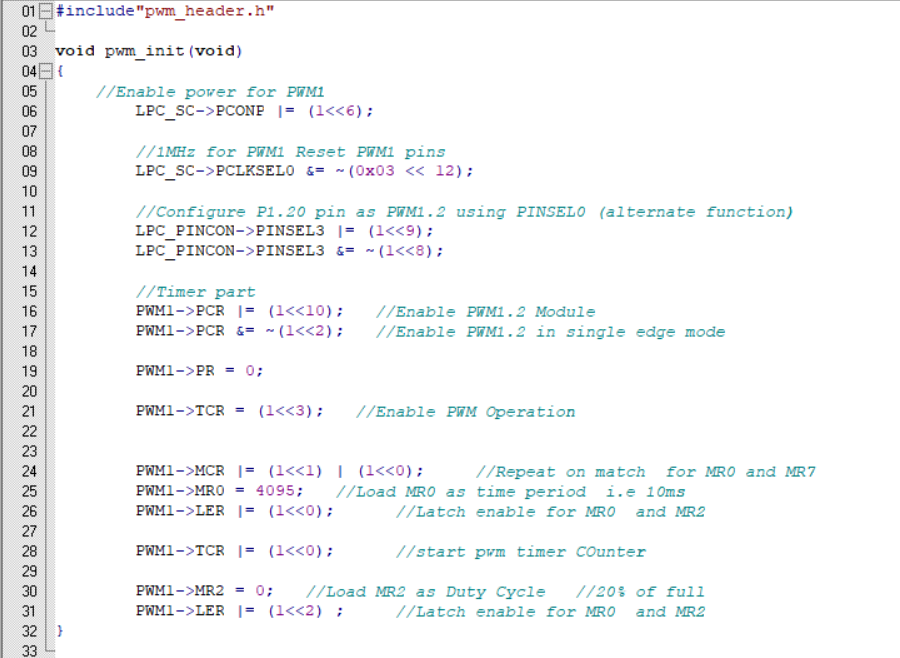 01 #include"pwm_header.h"
02
03 void pwm_init(void)
04 {
05 //Enable power for PWM1
06 LPC_SC->PCONP |= (1<<6);
07
08 //1MHz for PWM1 Reset PWM1 pins
09 LPC_SC->PCLKSEL0 &= ~(0x03 << 12);
10
11 //Configure P1.20 pin as PWM1.2 using PINSEL0 (alternate function)
12 LPC_PINCON->PINSEL3 |= (1<<9);
13 LPC_PINCON->PINSEL3 &= ~(1<<8);
14
15 //Timer part
16 PWM1->PCR |= (1<<10); //Enable PWM1.2 Module
17 PWM1->PCR &= ~(1<<2); //Enable PWM1.2 in single edge mode
18
19 PWM1->PR = 0;
20
21 PWM1->TCR = (1<<3); //Enable PWM Operation
22
23
24 PWM1->MCR |= (1<<1) | (1<<0); //Repeat on match for MR0 and MR7
25 PWM1->MR0 = 4095; //Load MR0 as time period i.e 10ms
26 PWM1->LER |= (1<<0); //Latch enable for MR0 and MR2
27
28 PWM1->TCR |= (1<<0); //start pwm timer COunter
29
30 PWM1->MR2 = 0; //Load MR2 as Duty Cycle //20% of full
31 PWM1->LER |= (1<<2) ; //Latch enable for MR0 and MR2
32 }
33